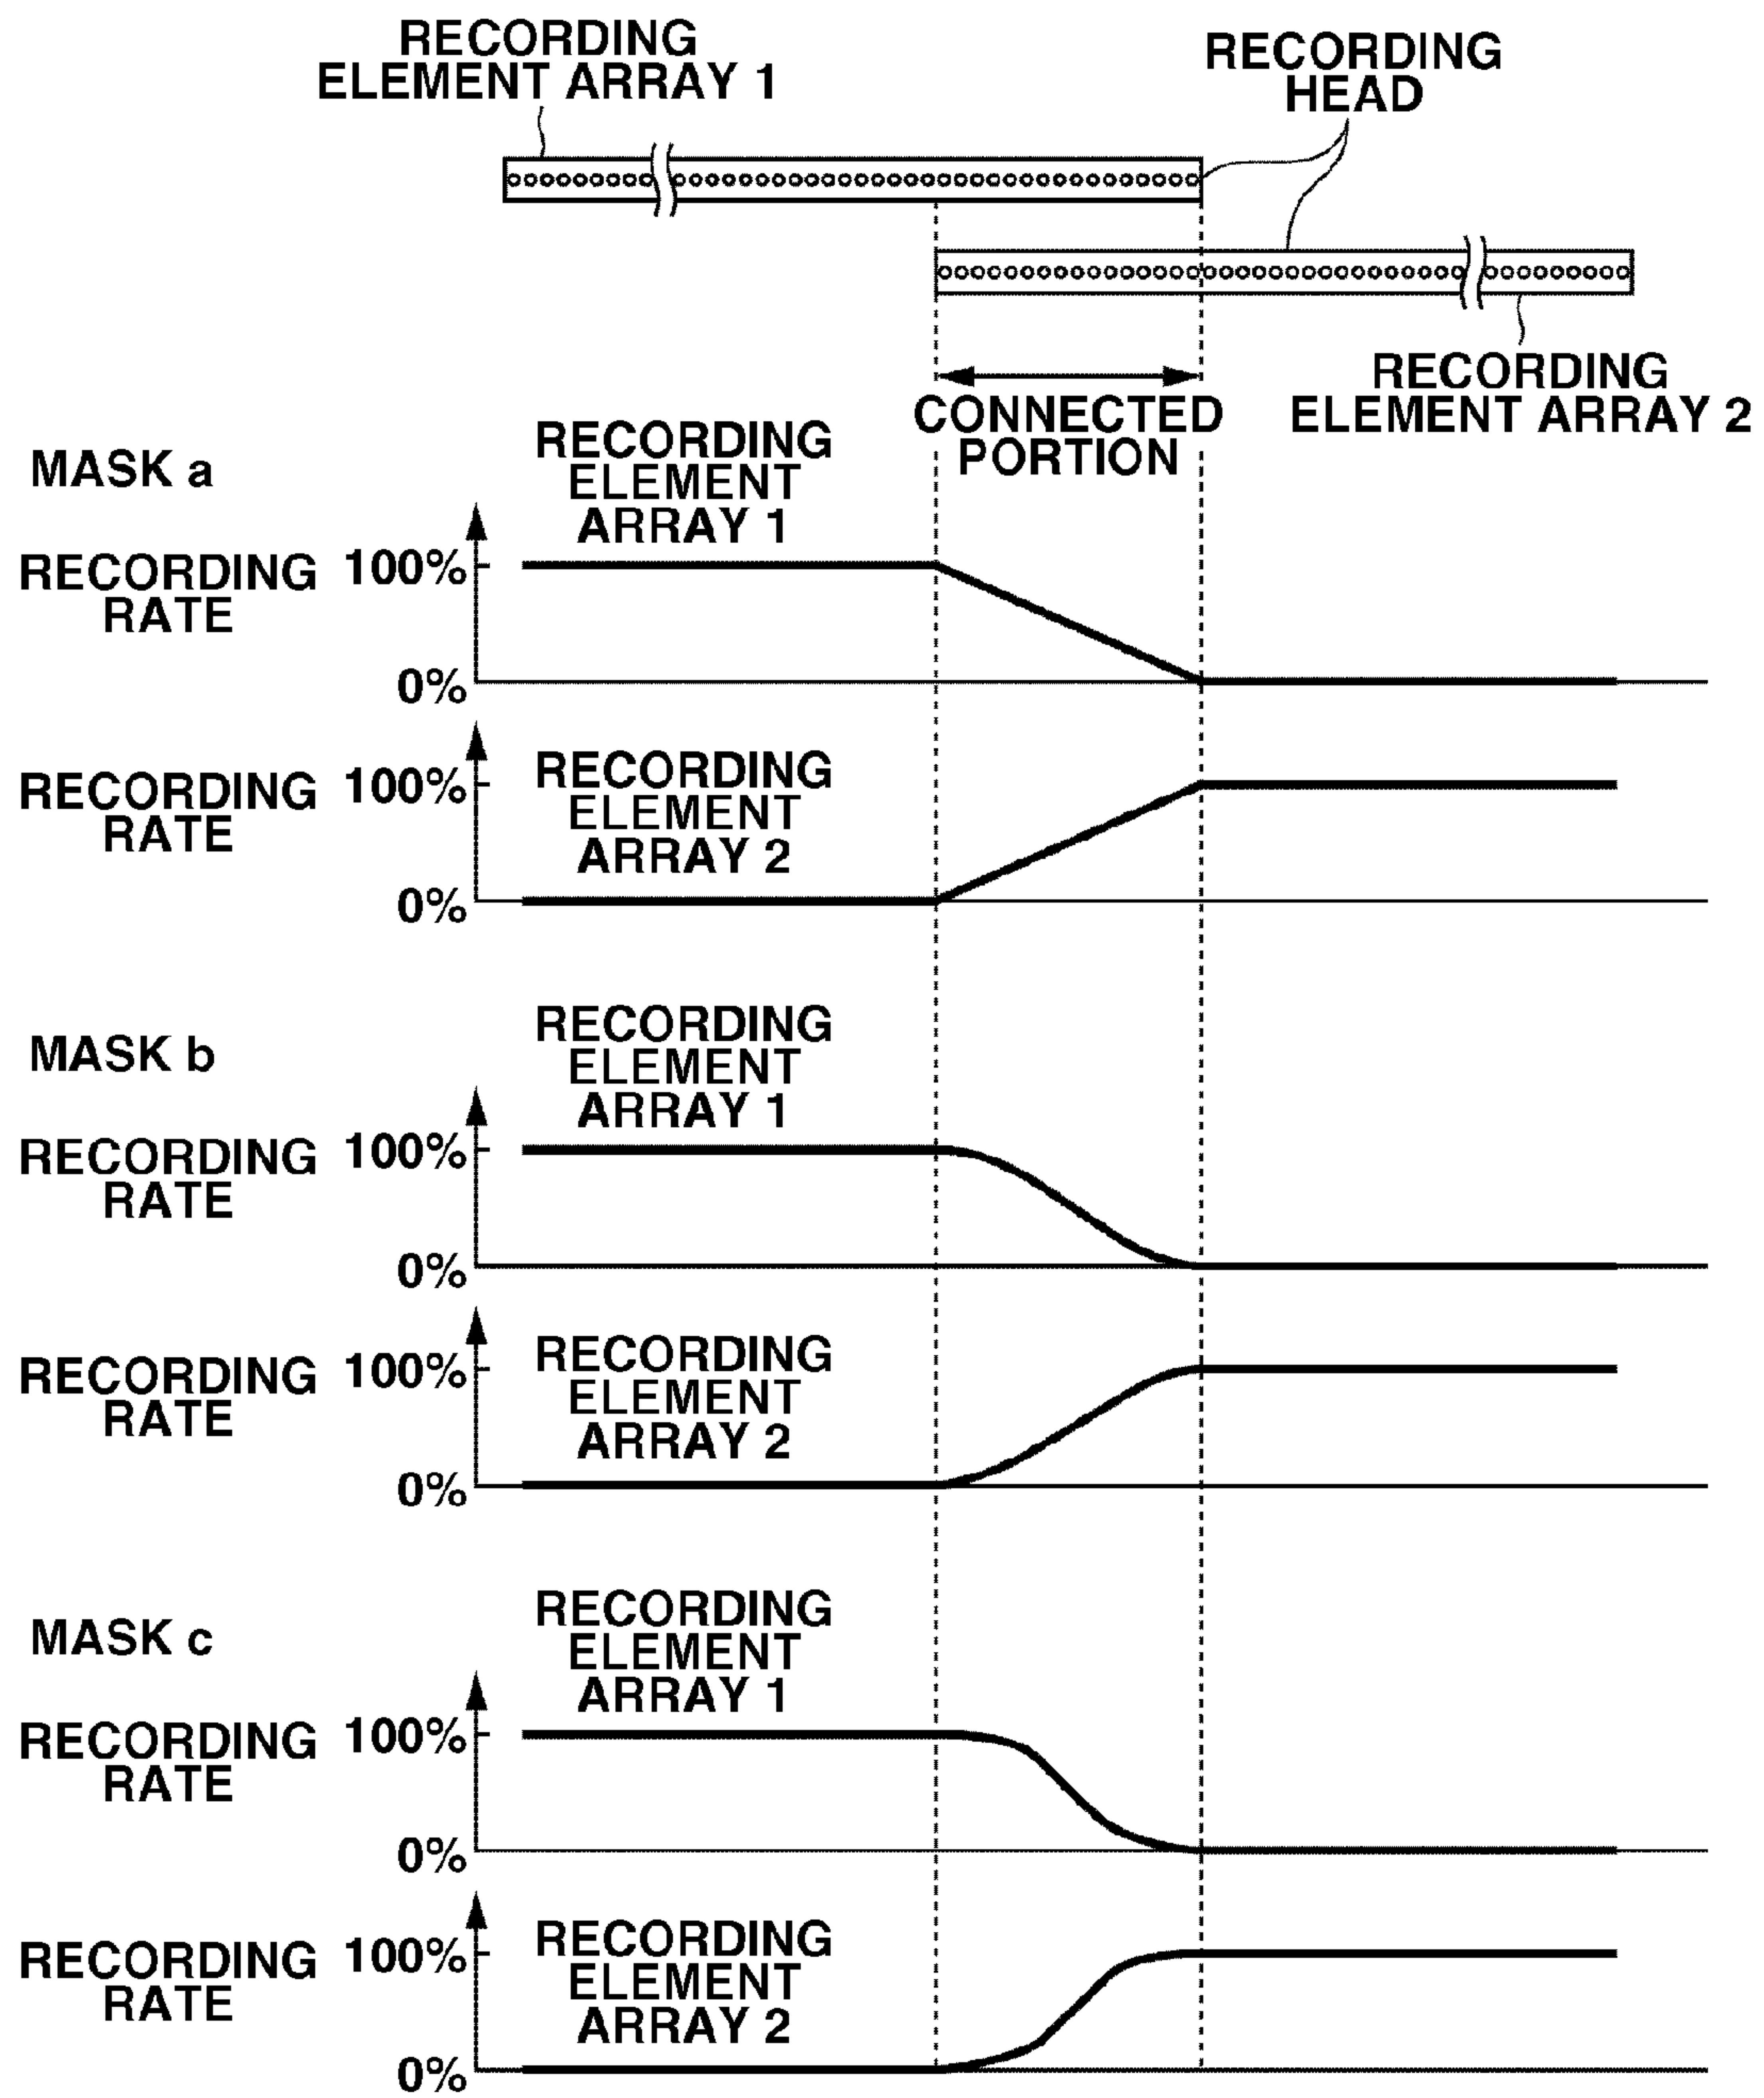 RECORDING
ELEMENT ARRAY 1
RECORDING
HEAD
RECORDING
ELEMENT ARRAY 2
CONNECTED
PORTION
MASK a
RECORDING
ELEMENT
ARRAY 1
RECORDING
RATE
100%
0%
RECORDING
ELEMENT
ARRAY 2
RECORDING
RATE
100%
0%
MASK b
RECORDING
ELEMENT
ARRAY 1
RECORDING
RATE
100%
0%
RECORDING
ELEMENT
ARRAY 2
RECORDING
RATE
100%
0%
MASK c
RECORDING
ELEMENT
ARRAY 1
RECORDING
RATE
100%
0%
RECORDING
ELEMENT
ARRAY 2
RECORDING
RATE
100%
0%